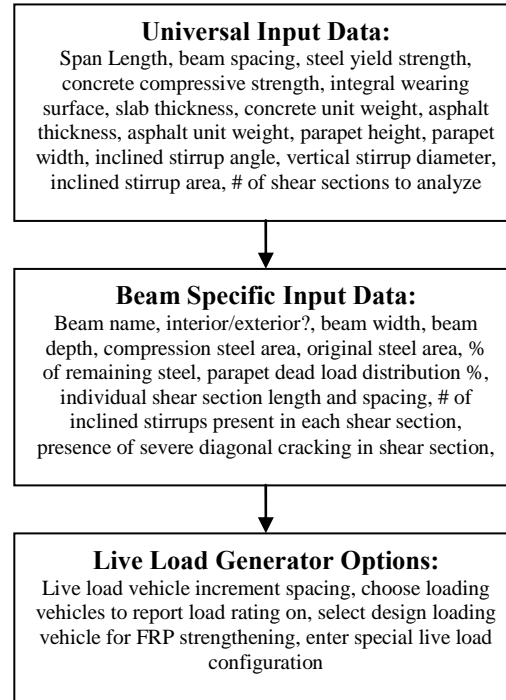 Universal Input Data:
Span Length, beam spacing, steel yield strength,
concrete compressive strength, integral wearing
surface, slab thickness, concrete unit weight, asphalt
thickness, asphalt unit weight, parapet height, parapet
width, inclined stirrup angle, vertical stirrup diameter,
inclined stirrup area, # of shear sections to analyze
Beam Specific Input Data:
Beam name, interior/exterior?, beam width, beam
depth, compression steel area, original steel area, %
of remaining steel, parapet dead load distribution %,
individual shear section length and spacing, # of
inclined stirrups present in each shear section,
presence of severe diagonal cracking in shear section,
Live Load Generator Options:
Live load vehicle increment spacing, choose loading
vehicles to report load rating on, select design loading
vehicle for FRP strengthening, enter special live load
configuration